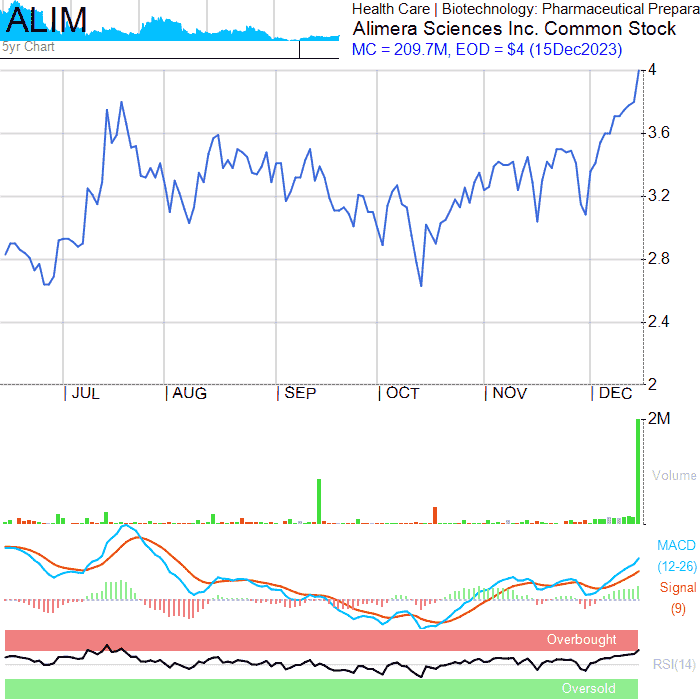 ALIM
5yr Chart
Health Care | Biotechnology: Pharmaceutical Prepara
Alimera Sciences Inc. Common Stock
MC = 209.7M, EOD = $4 (15Dec2023)
4
3.6
3.2
2.8
2.4
2
| JUL | AUG | SEP | OCT | NOV | DEC
2M
Volume
MACD
(12-26)
Signal
(9)
Overbought
RSI(14)
Oversold